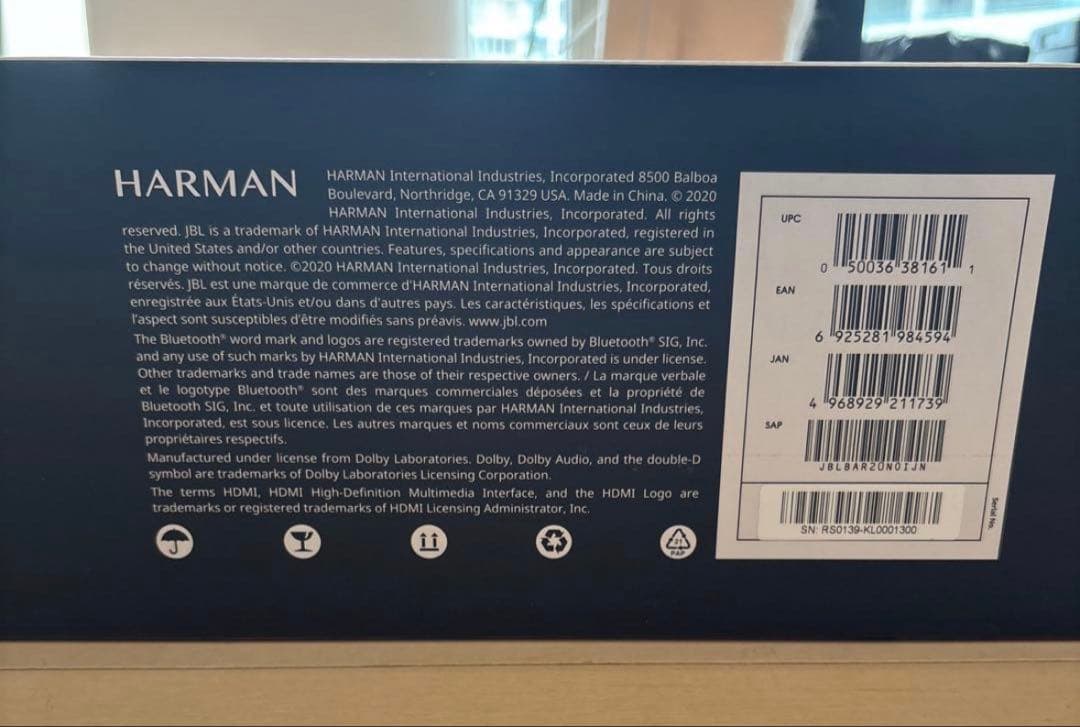 HARMAN
HARMAN International Industries, Incorporated 8500 Balboa
Boulevard, Northridge, CA 91329 USA. Made in China. © 2020
HARMAN International Industries, Incorporated. All rights
reserved. JBL is a trademark of HARMAN International Industries, Incorporated, registered in
the United States and/or other countries. Features, specifications and appearance are subject
to change without notice. ©2020 HARMAN International Industries, Incorporated. Tous droits
réservés. JBL est une marque de commerce d'HARMAN International Industries, Incorporated,
enregistrée aux États-Unis et/ou dans d'autres pays. Les caractéristiques, les spécifications et
l'aspect sont susceptibles d'être modifiés sans préavis. www.jbl.com
The Bluetooth® word mark and logos are registered trademarks owned by Bluetooth® SIG, Inc.
and any use of such marks by HARMAN International Industries, Incorporated is under license.
Other trademarks and trade names are those of their respective owners. / La marque verbale
et le logotype Bluetooth® sont des marques commerciales déposées et la propriété de
Bluetooth SIG, Inc. et toute utilisation de ces marques par HARMAN International Industries,
Incorporated, est sous licence. Les autres marques et noms commerciaux sont ceux de leurs
propriétaires respectifs.
Manufactured under license from Dolby Laboratories. Dolby, Dolby Audio, and the double-D
symbol are trademarks of Dolby Laboratories Licensing Corporation.
The terms HDMI, HDMI High-Definition Multimedia Interface, and the HDMI Logo are
trademarks or registered trademarks of HDMI Licensing Administrator, Inc.
21
PAP
UPC
0 50036 38161 1
EAN
6 925281 984594
JAN
4 968929 211739
SAP
JBLBAR20NOIJN
SN: RS0139-KL0001300
Serial No.